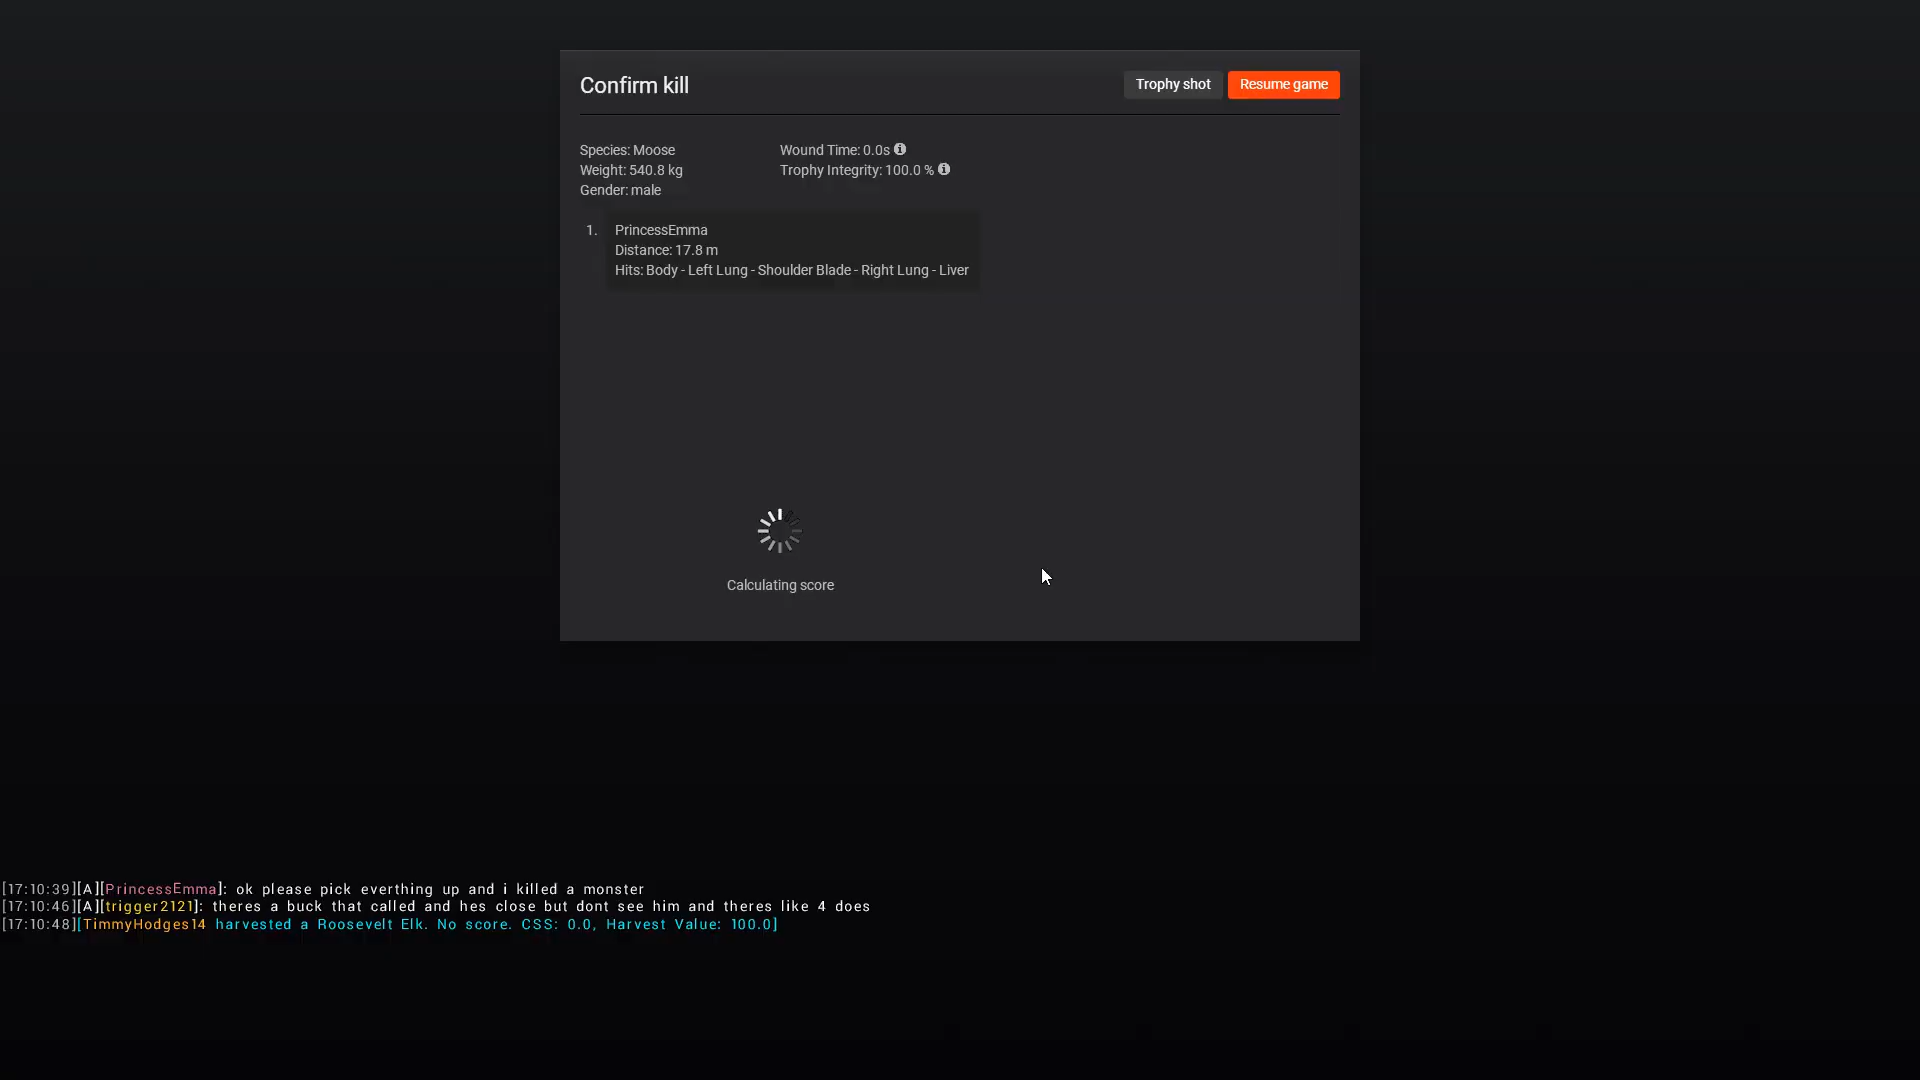 Confirm kill
Trophy shot
Resume game
Species: Moose
Weight: 540.8 kg
Gender: male
Wound Time: 0.0s
Trophy Integrity: 100.0 %
1.
PrincessEmma
Distance: 17.8 m
Hits: Body - Left Lung - Shoulder Blade - Right Lung - Liver
Calculating score
[17:10:39][A][PrincessEmma]: ok please pick everthing up and i killed a monster
[17:10:46][A][trigger2121]: theres a buck that called and hes close but dont see him and theres like 4 does
[17:10:48][TimmyHodges14 harvested a Roosevelt Elk. No score. CSS: 0.0, Harvest Value: 100.0]